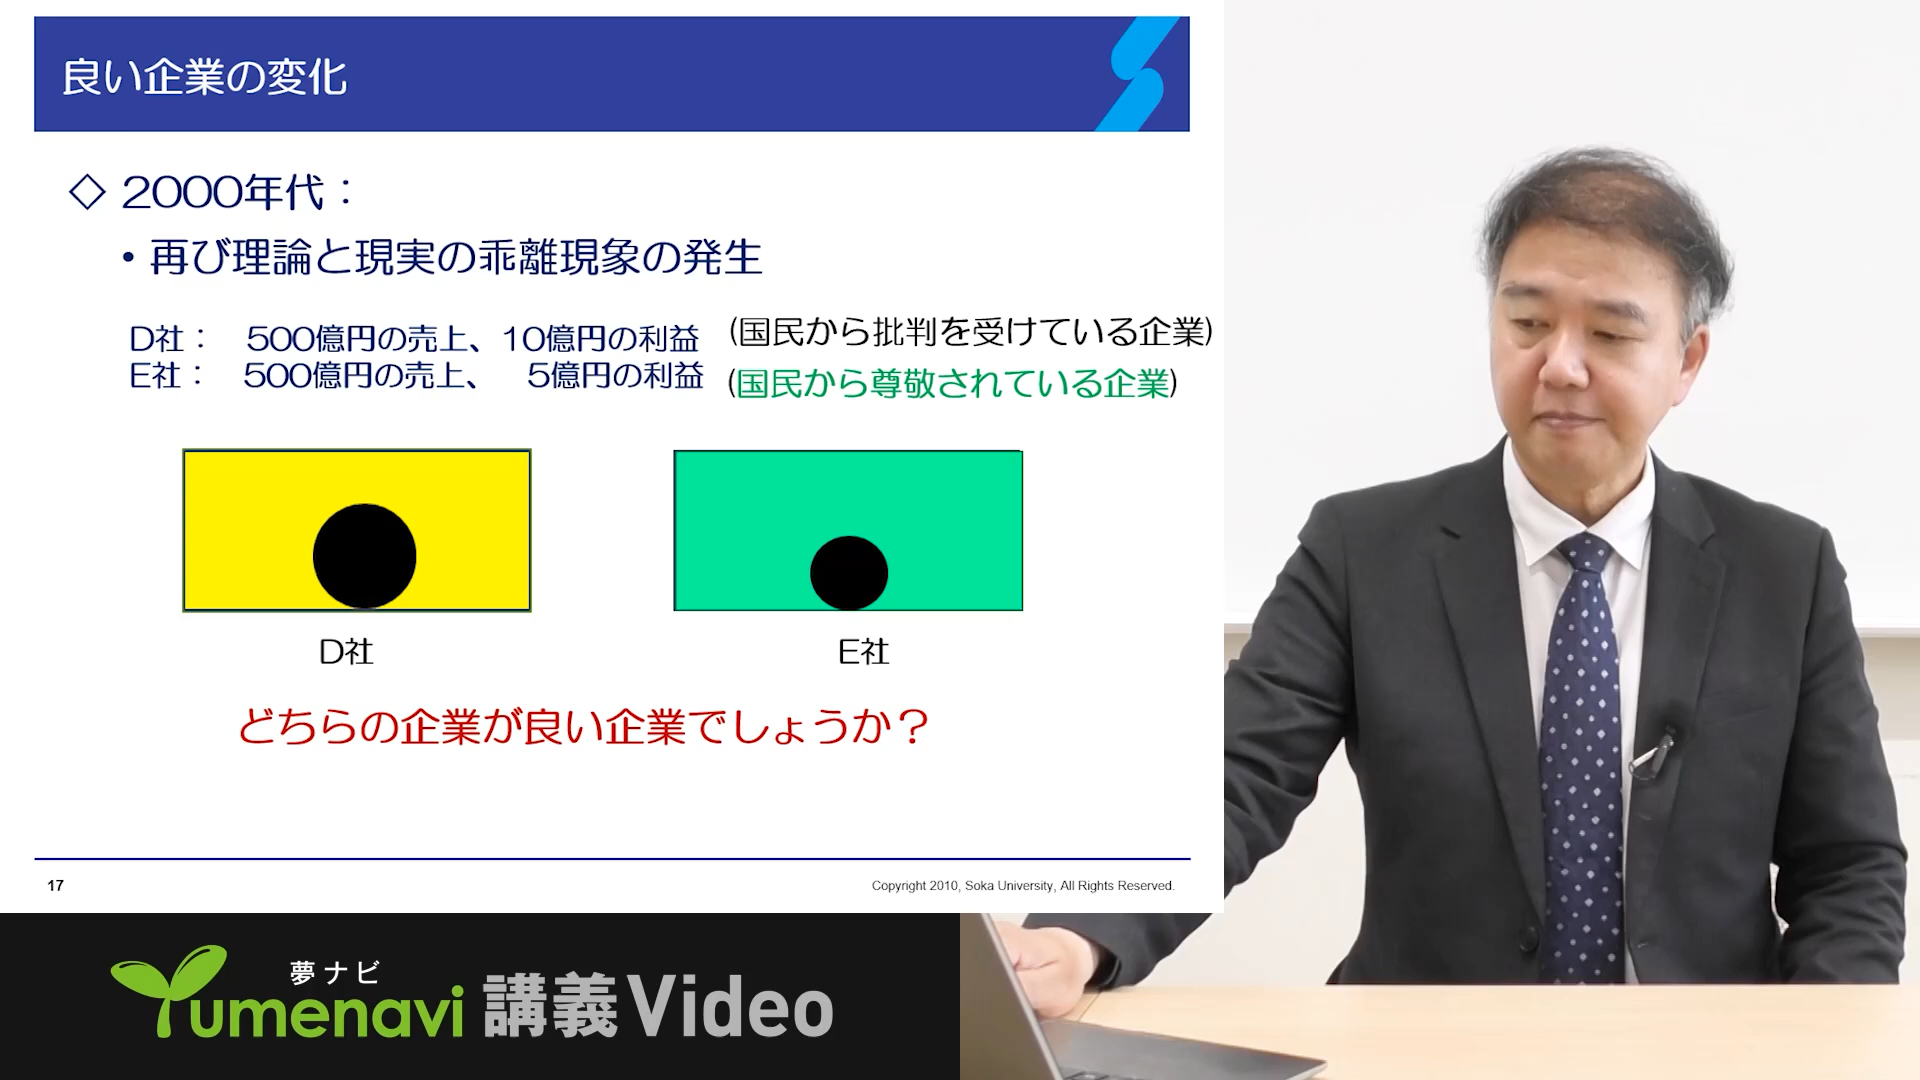 良い企業の変化
◇ 2000年代：
・再び理論と現実の乖離現象の発生
D社：　500億円の売上、10億円の利益　(国民から批判を受けている企業)
E社：　500億円の売上、　5億円の利益　(国民から尊敬されている企業)
D社
E社
どちらの企業が良い企業でしょうか？
17
Copyright 2010, Soka University, All Rights Reserved.
夢ナビ
Yumenavi 講義Video